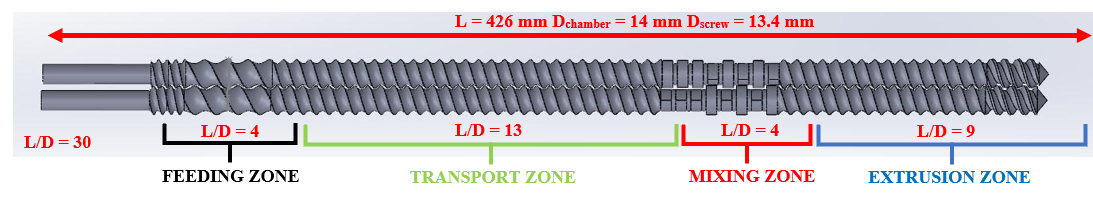 L = 426 mm Dchamber = 14 mm Dscrew = 13.4 mm
L/D = 30
L/D = 4
L/D = 13
L/D = 4
L/D = 9
FEEDING ZONE
TRANSPORT ZONE
MIXING ZONE
EXTRUSION ZONE